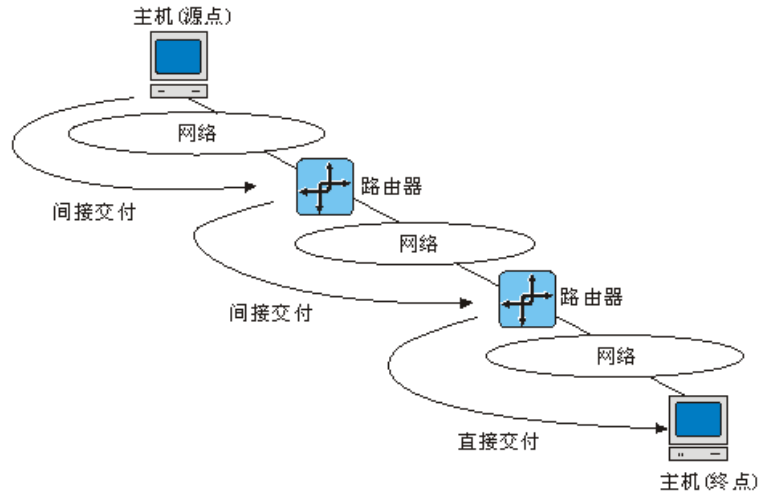 主机(源点)
网络
路由器
间接交付
网络
路由器
间接交付
网络
直接交付
主机(终点)